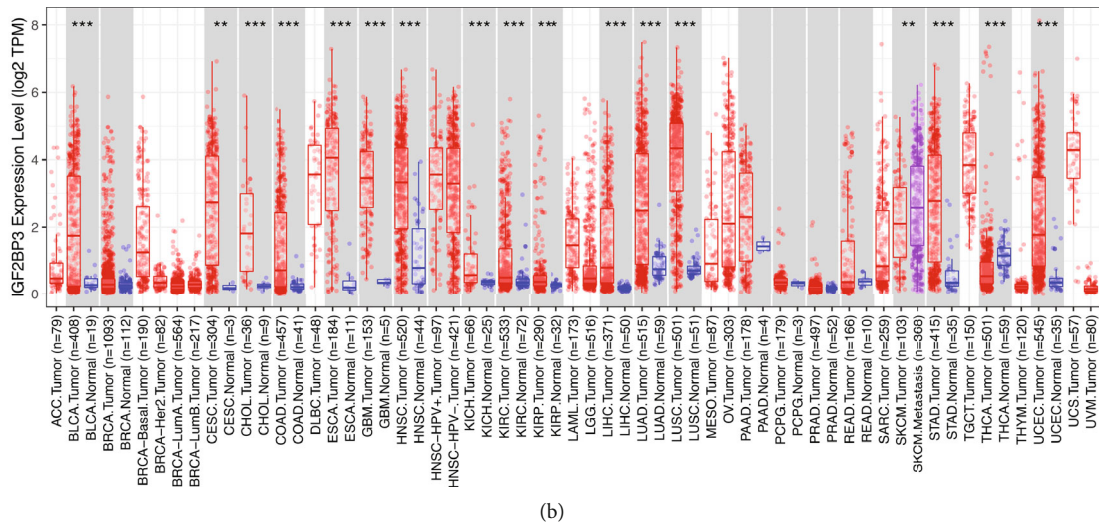 *** ** *** *** *** *** *** *** *** *** *** *** *** ** *** *** ***
IGF2BP3 Expression Level (log2 TPM)
8
6
4
2
0
ACC.Tumor (n=79)
BLCA.Tumor (n=408)
BLCA.Normal (n=19)
BRCA.Tumor (n=1093)
BRCA.Normal (n=112)
BRCA-Basal.Tumor (n=190)
BRCA-Her2.Tumor (n=82)
BRCA-LumA.Tumor (n=564)
BRCA-LumB.Tumor (n=217)
CESC.Tumor (n=304)
CESC.Normal (n=3)
CHOL.Tumor (n=36)
CHOL.Normal (n=9)
COAD.Tumor (n=457)
COAD.Normal (n=41)
DLBC.Tumor (n=48)
ESCA.Tumor (n=184)
ESCA.Normal (n=11)
GBM.Tumor (n=153)
GBM.Normal (n=5)
HNSC.Tumor (n=520)
HNSC.Normal (n=44)
HNSC-HPV+.Tumor (n=97)
HNSC-HPV-.Tumor (n=421)
KICH.Tumor (n=66)
KICH.Normal (n=25)
KIRC.Tumor (n=533)
KIRC.Normal (n=72)
KIRP.Tumor (n=290)
KIRP.Normal (n=32)
LAML.Tumor (n=173)
LGG.Tumor (n=516)
LIHC.Tumor (n=371)
LIHC.Normal (n=50)
LUAD.Tumor (n=515)
LUAD.Normal (n=59)
LUSC.Tumor (n=501)
LUSC.Normal (n=51)
MESO.Tumor (n=87)
OV.Tumor (n=303)
PAAD.Tumor (n=178)
PAAD.Normal (n=4)
PCPG.Tumor (n=179)
PCPG.Normal (n=3)
PRAD.Tumor (n=497)
PRAD.Normal (n=52)
READ.Tumor (n=166)
READ.Normal (n=10)
SARC.Tumor (n=259)
SKCM.Tumor (n=103)
SKCM.Metastasis (n=368)
STAD.Tumor (n=415)
STAD.Normal (n=35)
TGCT.Tumor (n=150)
THCA.Tumor (n=501)
THCA.Normal (n=59)
THYM.Tumor (n=120)
UCEC.Tumor (n=545)
UCEC.Normal (n=35)
UCS.Tumor (n=57)
UVM.Tumor (n=80)
(b)